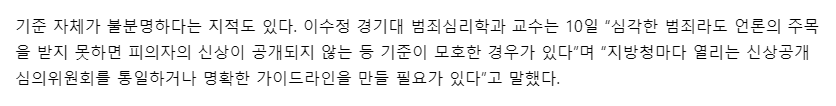 기준 자체가 불분명하다는 지적도 있다. 이수정 경기대 범죄심리학과 교수는 10일 “심각한 범죄라도 언론의 주목
을 받지 못하면 피의자의 신상이 공개되지 않는 등 기준이 모호한 경우가 있다”며 “지방청마다 열리는 신상공개
심의위원회를 통일하거나 명확한 가이드라인을 만들 필요가 있다”고 말했다.